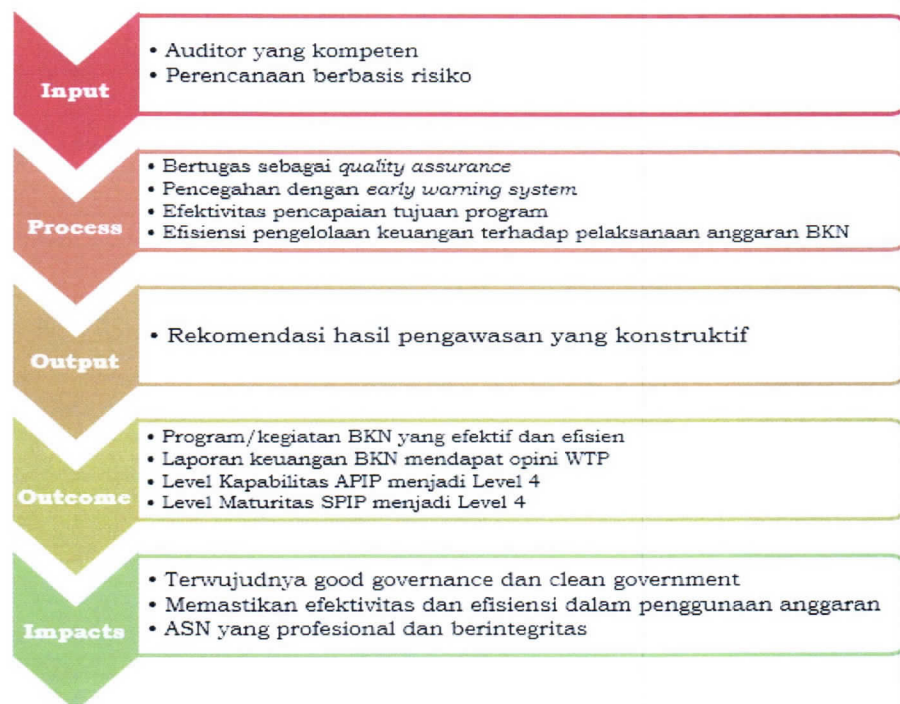 Input
• Auditor yang kompeten
• Perencanaan berbasis risiko
Process
• Bertugas sebagai quality assurance
• Pencegahan dengan early warning system
• Efektivitas pencapaian tujuan program
• Efisiensi pengelolaan keuangan terhadap pelaksanaan anggaran BKN
Output
• Rekomendasi hasil pengawasan yang konstruktif
Outcome
• Program/kegiatan BKN yang efektif dan efisien
• Laporan keuangan BKN mendapat opini WTP
• Level Kapabilitas APIP menjadi Level 4
• Level Maturitas SPIP menjadi Level 4
Impacts
• Terwujudnya good governance dan clean government
• Memastikan efektivitas dan efisiensi dalam penggunaan anggaran
• ASN yang profesional dan berintegritas